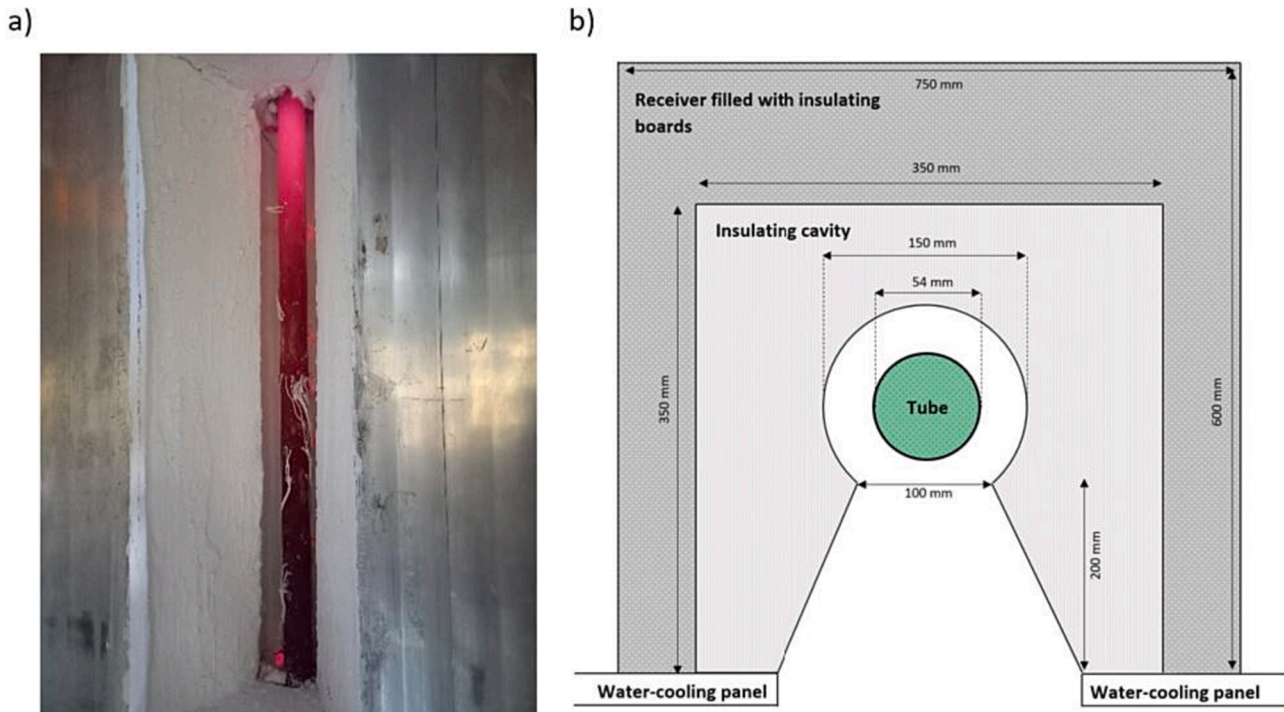 a)
b)
750 mm
Receiver filled with insulating
boards
350 mm
Insulating cavity
150 mm
54 mm
Tube
350 mm
600 mm
100 mm
200 mm
Water-cooling panel
Water-cooling panel